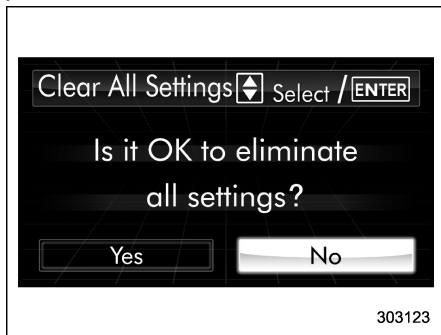 Clear All Settings Select / ENTER
Is it OK to eliminate
all settings?
Yes No
303123